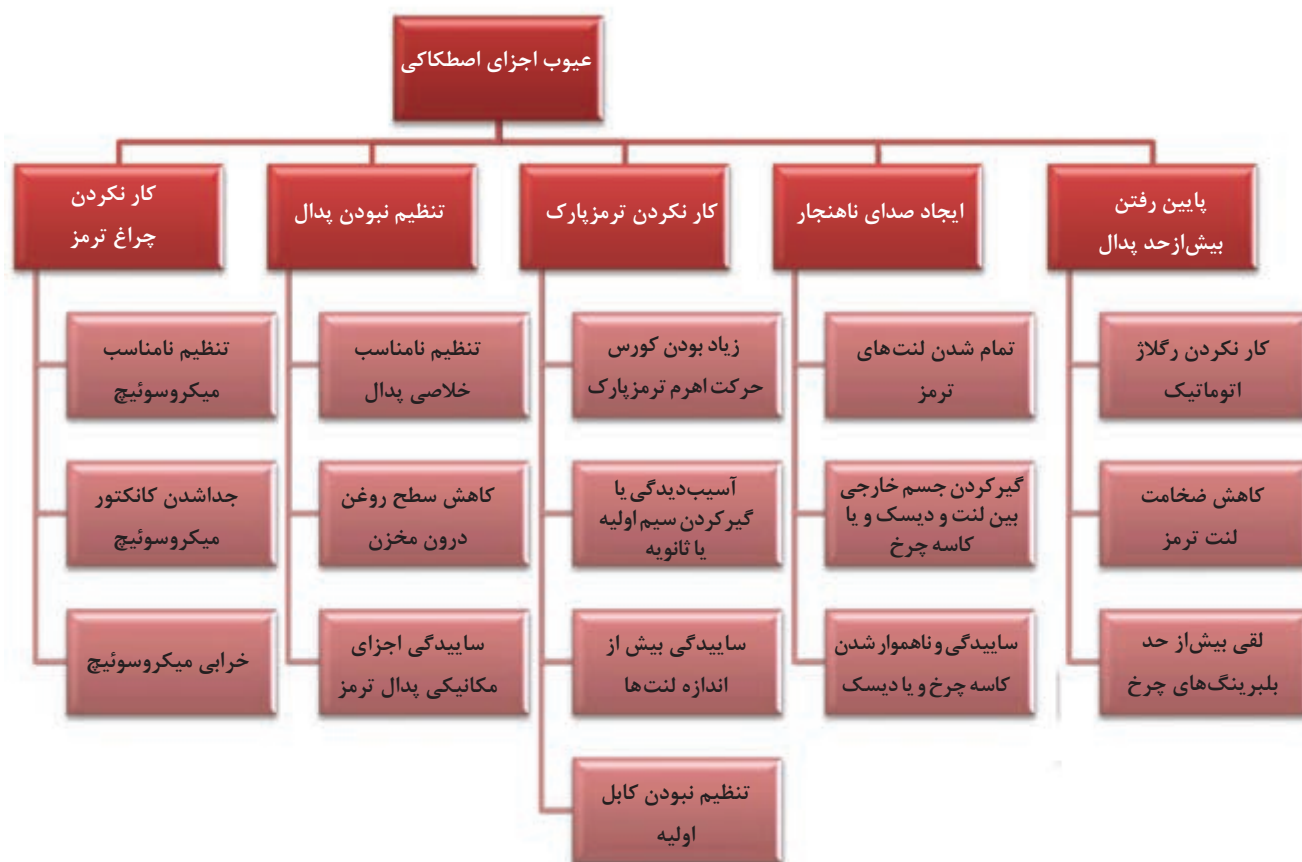 عیوب اجزای اصطکاکی
پایین رفتن
بیش‌ازحد پدال
کار نکردن رگلاژ
اتوماتیک
کاهش ضخامت
لنت ترمز
لقی بیش‌از حد
بلبرینگ‌های چرخ
ایجاد صدای ناهنجار
تمام شدن لنت‌های
ترمز
گیرکردن جسم خارجی
بین لنت و دیسک و یا
کاسه چرخ
ساییدگی و ناهموار شدن
کاسه چرخ و یا دیسک
کار نکردن ترمزپارک
زیاد بودن کورس
حرکت اهرم ترمزپارک
آسیب‌دیدگی یا
گیرکردن سیم اولیه
یا ثانویه
ساییدگی بیش از
اندازه لنت‌ها
تنظیم نبودن کابل
اولیه
تنظیم نبودن پدال
تنظیم نامناسب
خلاصی پدال
کاهش سطح روغن
درون مخزن
ساییدگی اجزای
مکانیکی پدال ترمز
کار نکردن
چراغ ترمز
تنظیم نامناسب
میکروسوئیچ
جداشدن کانکتور
میکروسوئیچ
خرابی میکروسوئیچ